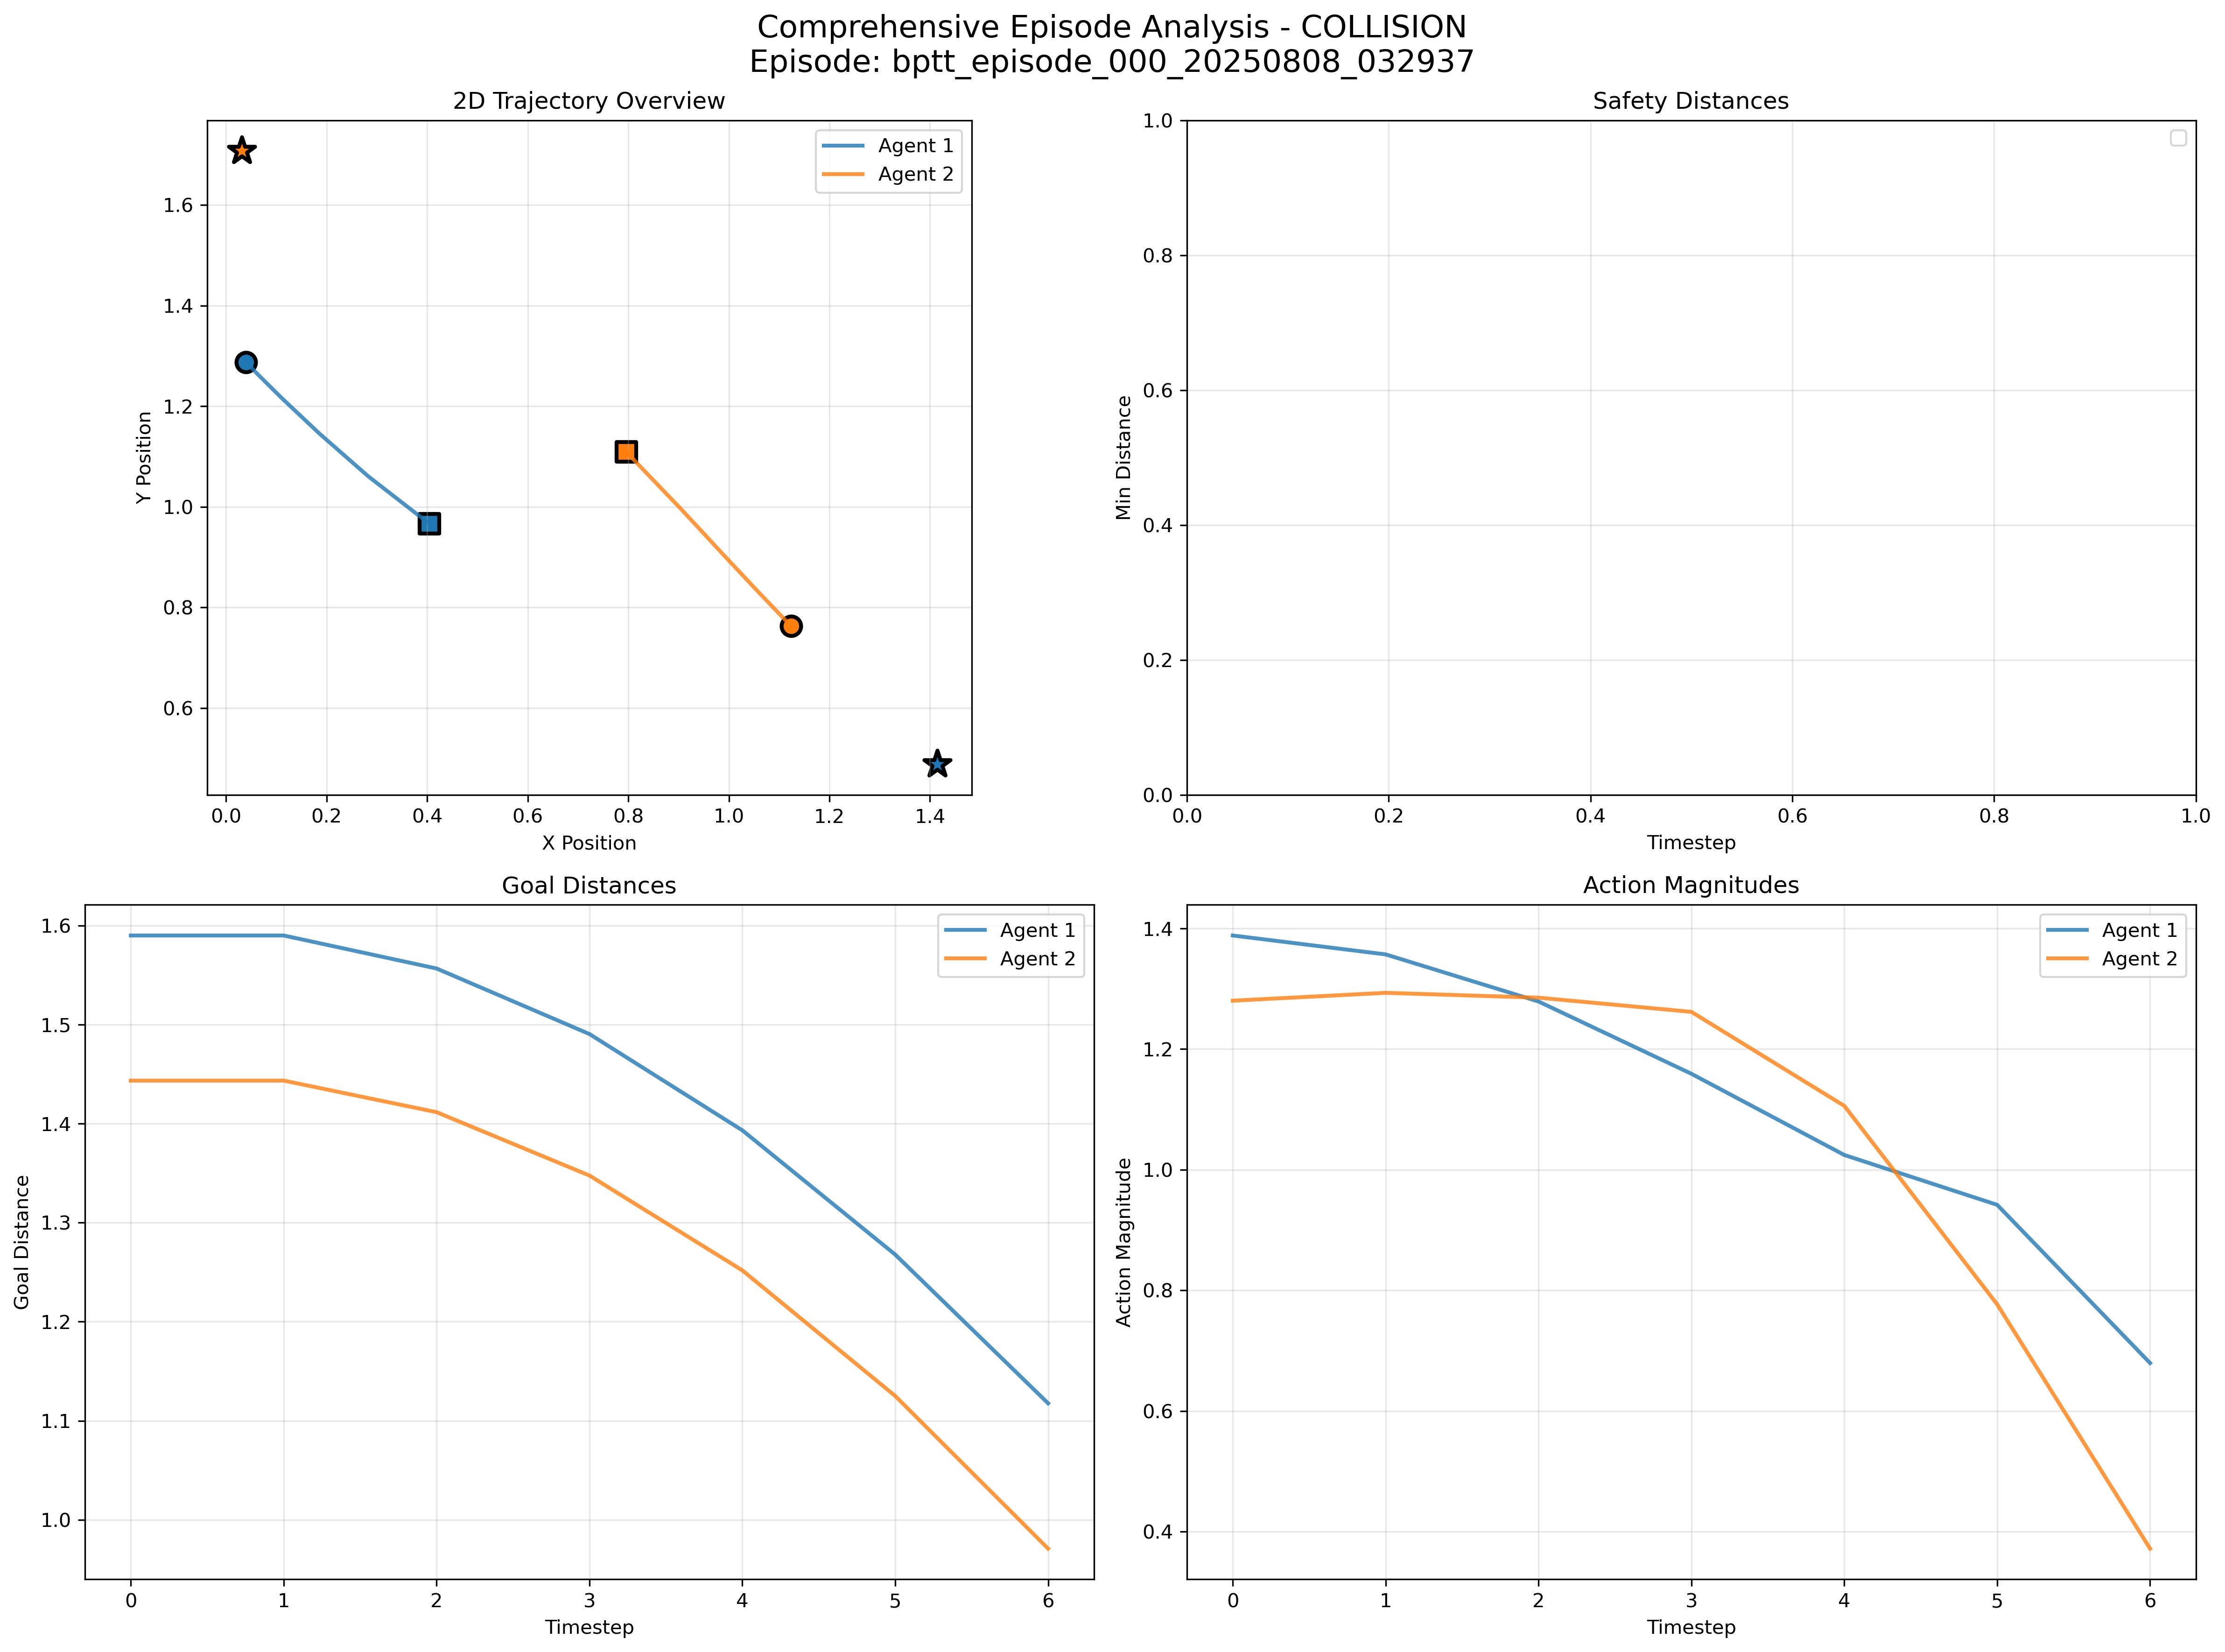 Comprehensive Episode Analysis - COLLISION
Episode: bptt_episode_000_20250808_032937
2D Trajectory Overview
Agent 1
Agent 2
1.6
1.4
1.2
1.0
0.8
0.6
Y Position
0.0 0.2 0.4 0.6 0.8 1.0 1.2 1.4
X Position
Safety Distances
1.0
0.8
0.6
0.4
0.2
0.0
Min Distance
0.0 0.2 0.4 0.6 0.8 1.0
Timestep
Goal Distances
Agent 1
Agent 2
1.6
1.5
1.4
1.3
1.2
1.1
1.0
Goal Distance
0 1 2 3 4 5 6
Timestep
Action Magnitudes
Agent 1
Agent 2
1.4
1.2
1.0
0.8
0.6
0.4
Action Magnitude
0 1 2 3 4 5 6
Timestep